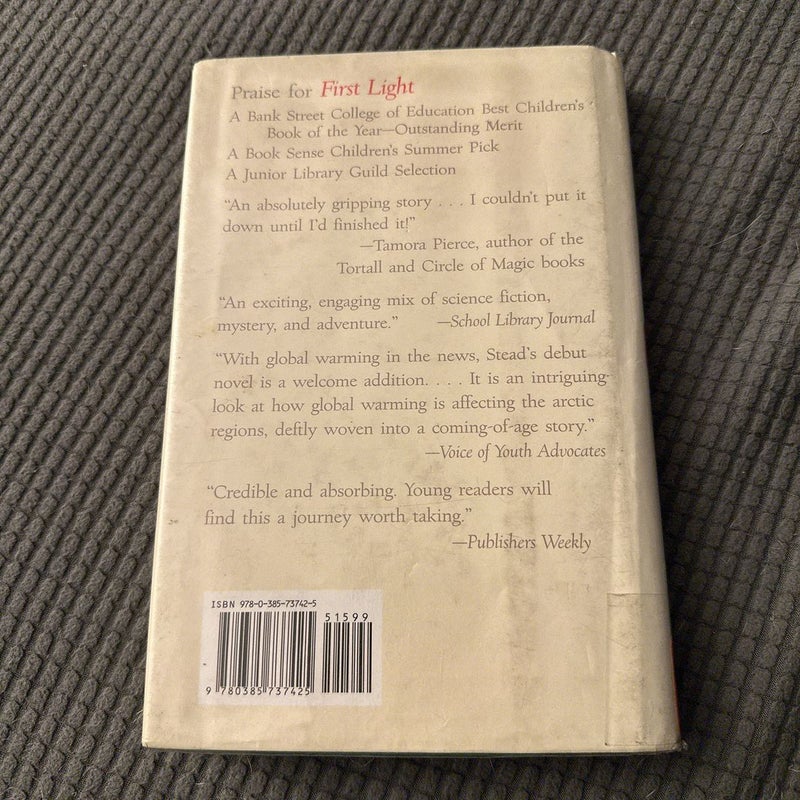 Praise for First Light
A Bank Street College of Education Best Children's
Book of the Year—Outstanding Merit
A Book Sense Children's Summer Pick
A Junior Library Guild Selection
“An absolutely gripping story . . . I couldn't put it
down until I'd finished it!”
—Tamora Pierce, author of the
Tortall and Circle of Magic books
“An exciting, engaging mix of science fiction,
mystery, and adventure.” —School Library Journal
“With global warming in the news, Stead's debut
novel is a welcome addition. . . . It is an intriguing
look at how global warming is affecting the arctic
regions, deftly woven into a coming-of-age story.”
—Voice of Youth Advocates
“Credible and absorbing. Young readers will
find this a journey worth taking.”
—Publishers Weekly
ISBN 978-0-385-73742-5
51599
9 780385 737425